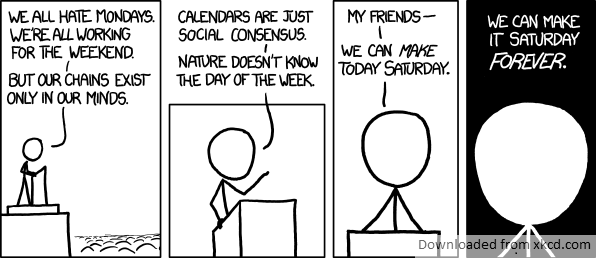 WE ALL HATE MONDAYS.
WE'RE ALL WORKING
FOR THE WEEKEND.
BUT OUR CHAINS EXIST
ONLY IN OUR MINDS.
CALENDARS ARE JUST
SOCIAL CONSENSUS.
NATURE DOESN'T KNOW
THE DAY OF THE WEEK.
MY FRIENDS—
WE CAN MAKE
TODAY SATURDAY.
WE CAN MAKE
IT SATURDAY
FOREVER.
Downloaded from xkcd.com